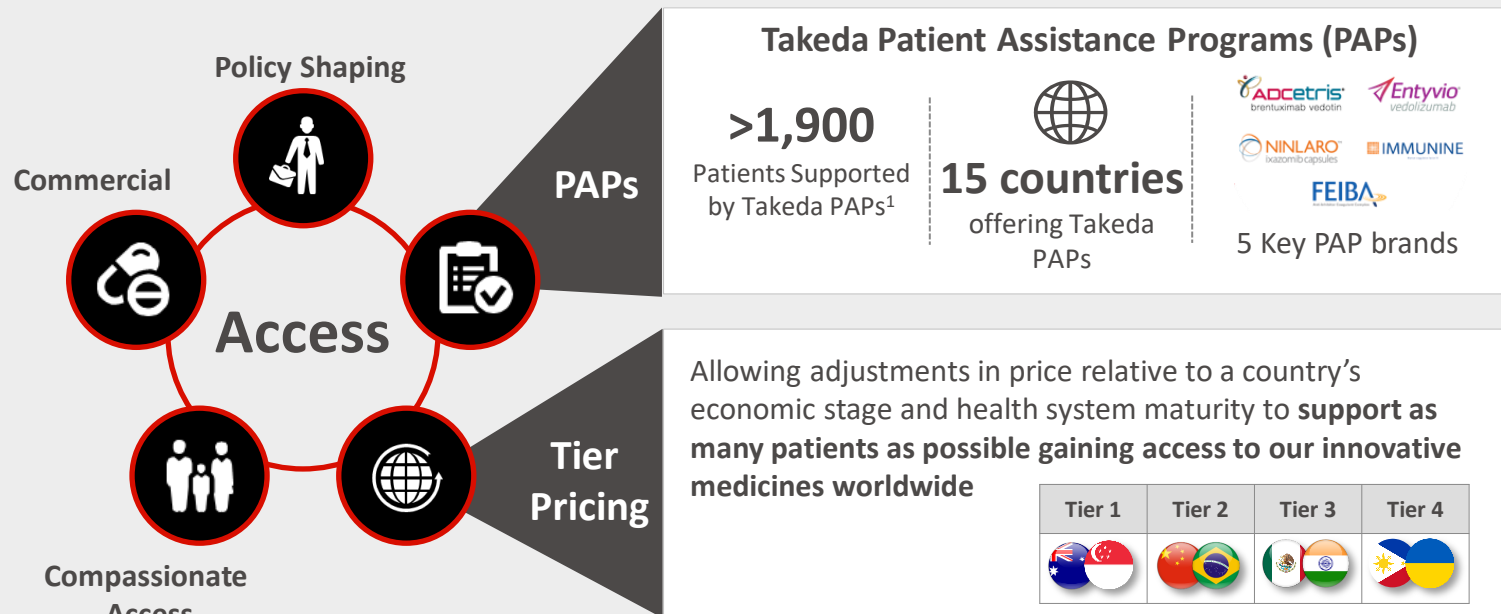 Policy Shaping
Commercial
Access
Compassionate
Access
PAPs
Takeda Patient Assistance Programs (PAPs)
>1,900
Patients Supported
by Takeda PAPs1
15 countries
offering Takeda
PAPs
ADCETRIS
brentuximab vedotin
Entyvio
vedolizumab
NINLARO
ixazomib capsules
IMMUNINE
FEIBA
5 Key PAP brands
Tier
Pricing
Allowing adjustments in price relative to a country's
economic stage and health system maturity to support as
many patients as possible gaining access to our innovative
medicines worldwide
Tier 1 Tier 2 Tier 3 Tier 4